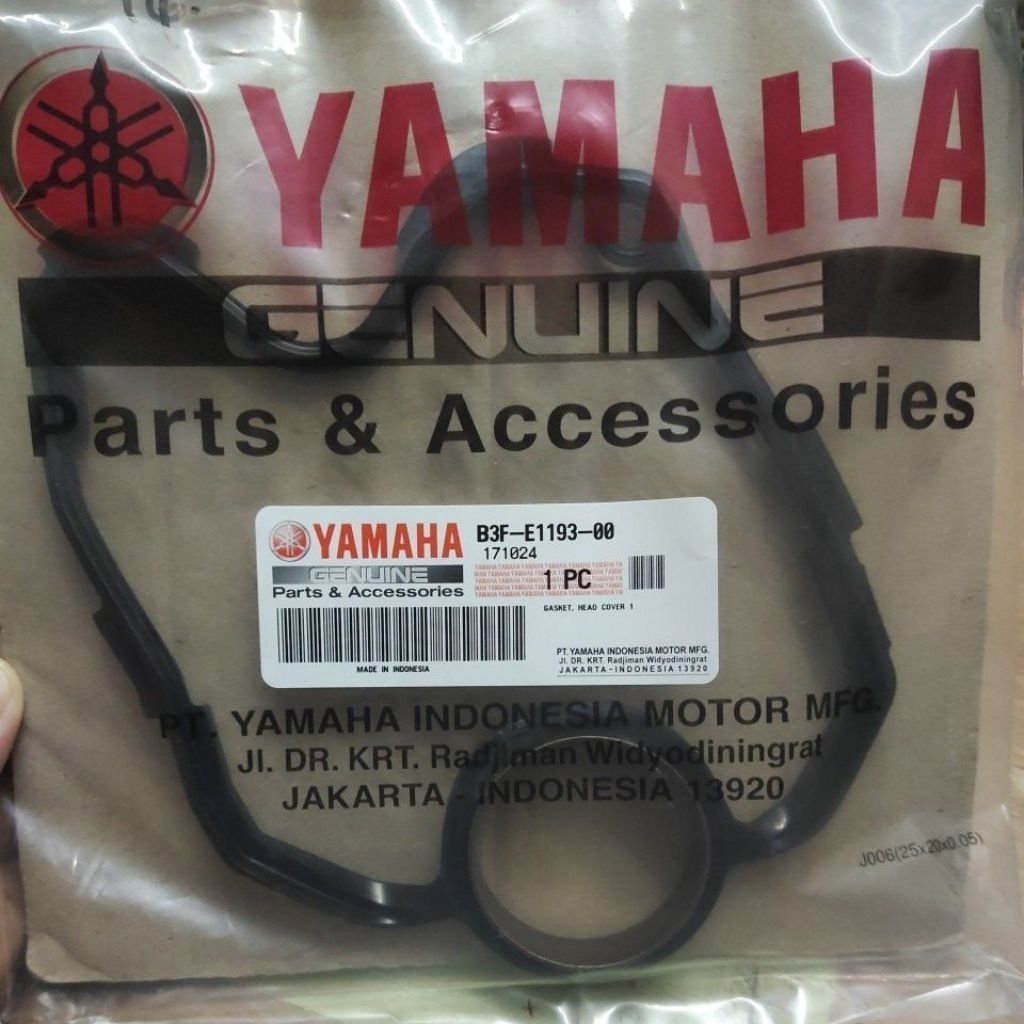 YAMAHA
GENUINE
Parts & Accessories
YAMAHA B3F-E1193-00
171024
GENUINE
1 PC
Parts & Accessories
GASKET, HEAD COVER 1
PT.YAMAHA INDONESIA MOTOR MFG.
Jl. DR. KRT. Radjiman Widyodiningrat
JAKARTA-INDONESIA 13920
MADE IN INDONESIA
PT. YAMAHA INDONESIA MOTOR MFG.
Jl. DR. KRT. Radjiman Widyodiningrat
JAKARTA - INDONESIA 13920
J006(25x20x0.05)